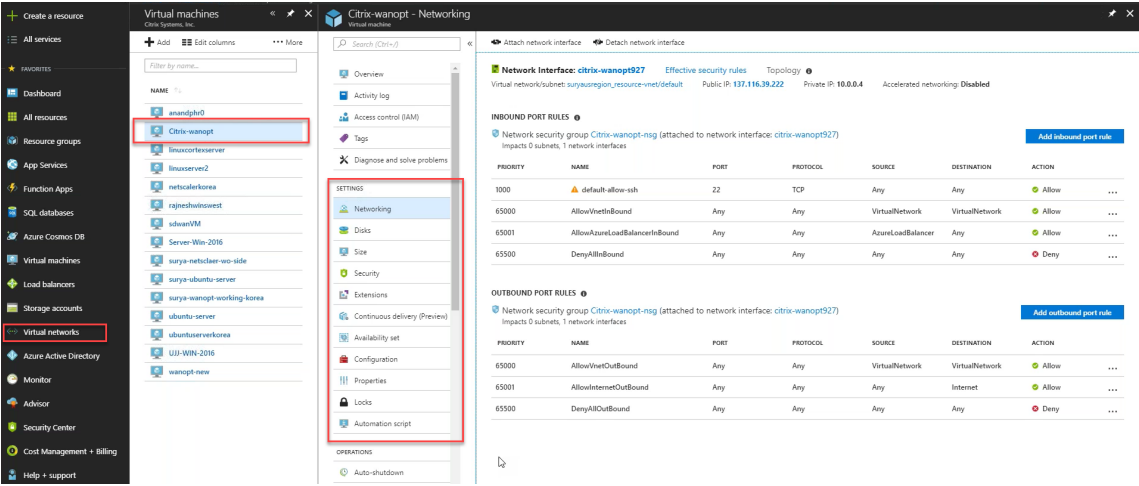 Create a resource
All services
FAVORITES
Dashboard
All resources
Resource groups
App Services
Function Apps
SQL databases
Azure Cosmos DB
Virtual machines
Load balancers
Storage accounts
Virtual networks
Azure Active Directory
Monitor
Advisor
Security Center
Cost Management + Billing
Help + support
Virtual machines
Citrix Systems, Inc.
Add
Edit columns
More
Filter by name...
NAME
anandphr0
Citrix-wanopt
linuxcortexserver
linuxserver2
netscalerkorea
rajneshwinswest
sdwanVM
Server-Win-2016
surya-netsclaer-wo-side
surya-ubuntu-server
surya-wanopt-working-korea
ubuntu-server
ubuntuserverkorea
UJJ-WIN-2016
wanopt-new
Citrix-wanopt - Networking
Virtual machine
Search (Ctrl+/)
Overview
Activity log
Access control (IAM)
Tags
Diagnose and solve problems
SETTINGS
Networking
Disks
Size
Security
Extensions
Continuous delivery (Preview)
Availability set
Configuration
Properties
Locks
Automation script
OPERATIONS
Auto-shutdown
Attach network interface Detach network interface
Network Interface: citrix-wanopt927 Effective security rules Topology
Virtual network/subnet: suryausregion_resource-vnet/default Public IP: 137.116.39.222 Private IP: 10.0.0.4 Accelerated networking: Disabled
INBOUND PORT RULES
Network security group Citrix-wanopt-nsg (attached to network interface: citrix-wanopt927)
Impacts 0 subnets, 1 network interfaces
Add inbound port rule
PRIORITY NAME PORT PROTOCOL SOURCE DESTINATION ACTION
1000 default-allow-ssh 22 TCP Any Any Allow ...
65000 AllowVnetInBound Any Any VirtualNetwork VirtualNetwork Allow ...
65001 AllowAzureLoadBalancerInBound Any Any AzureLoadBalancer Any Allow ...
65500 DenyAllInBound Any Any Any Any Deny ...
OUTBOUND PORT RULES
Network security group Citrix-wanopt-nsg (attached to network interface: citrix-wanopt927)
Impacts 0 subnets, 1 network interfaces
Add outbound port rule
PRIORITY NAME PORT PROTOCOL SOURCE DESTINATION ACTION
65000 AllowVnetOutBound Any Any VirtualNetwork VirtualNetwork Allow ...
65001 AllowInternetOutBound Any Any Any Internet Allow ...
65500 DenyAllOutBound Any Any Any Any Deny ...